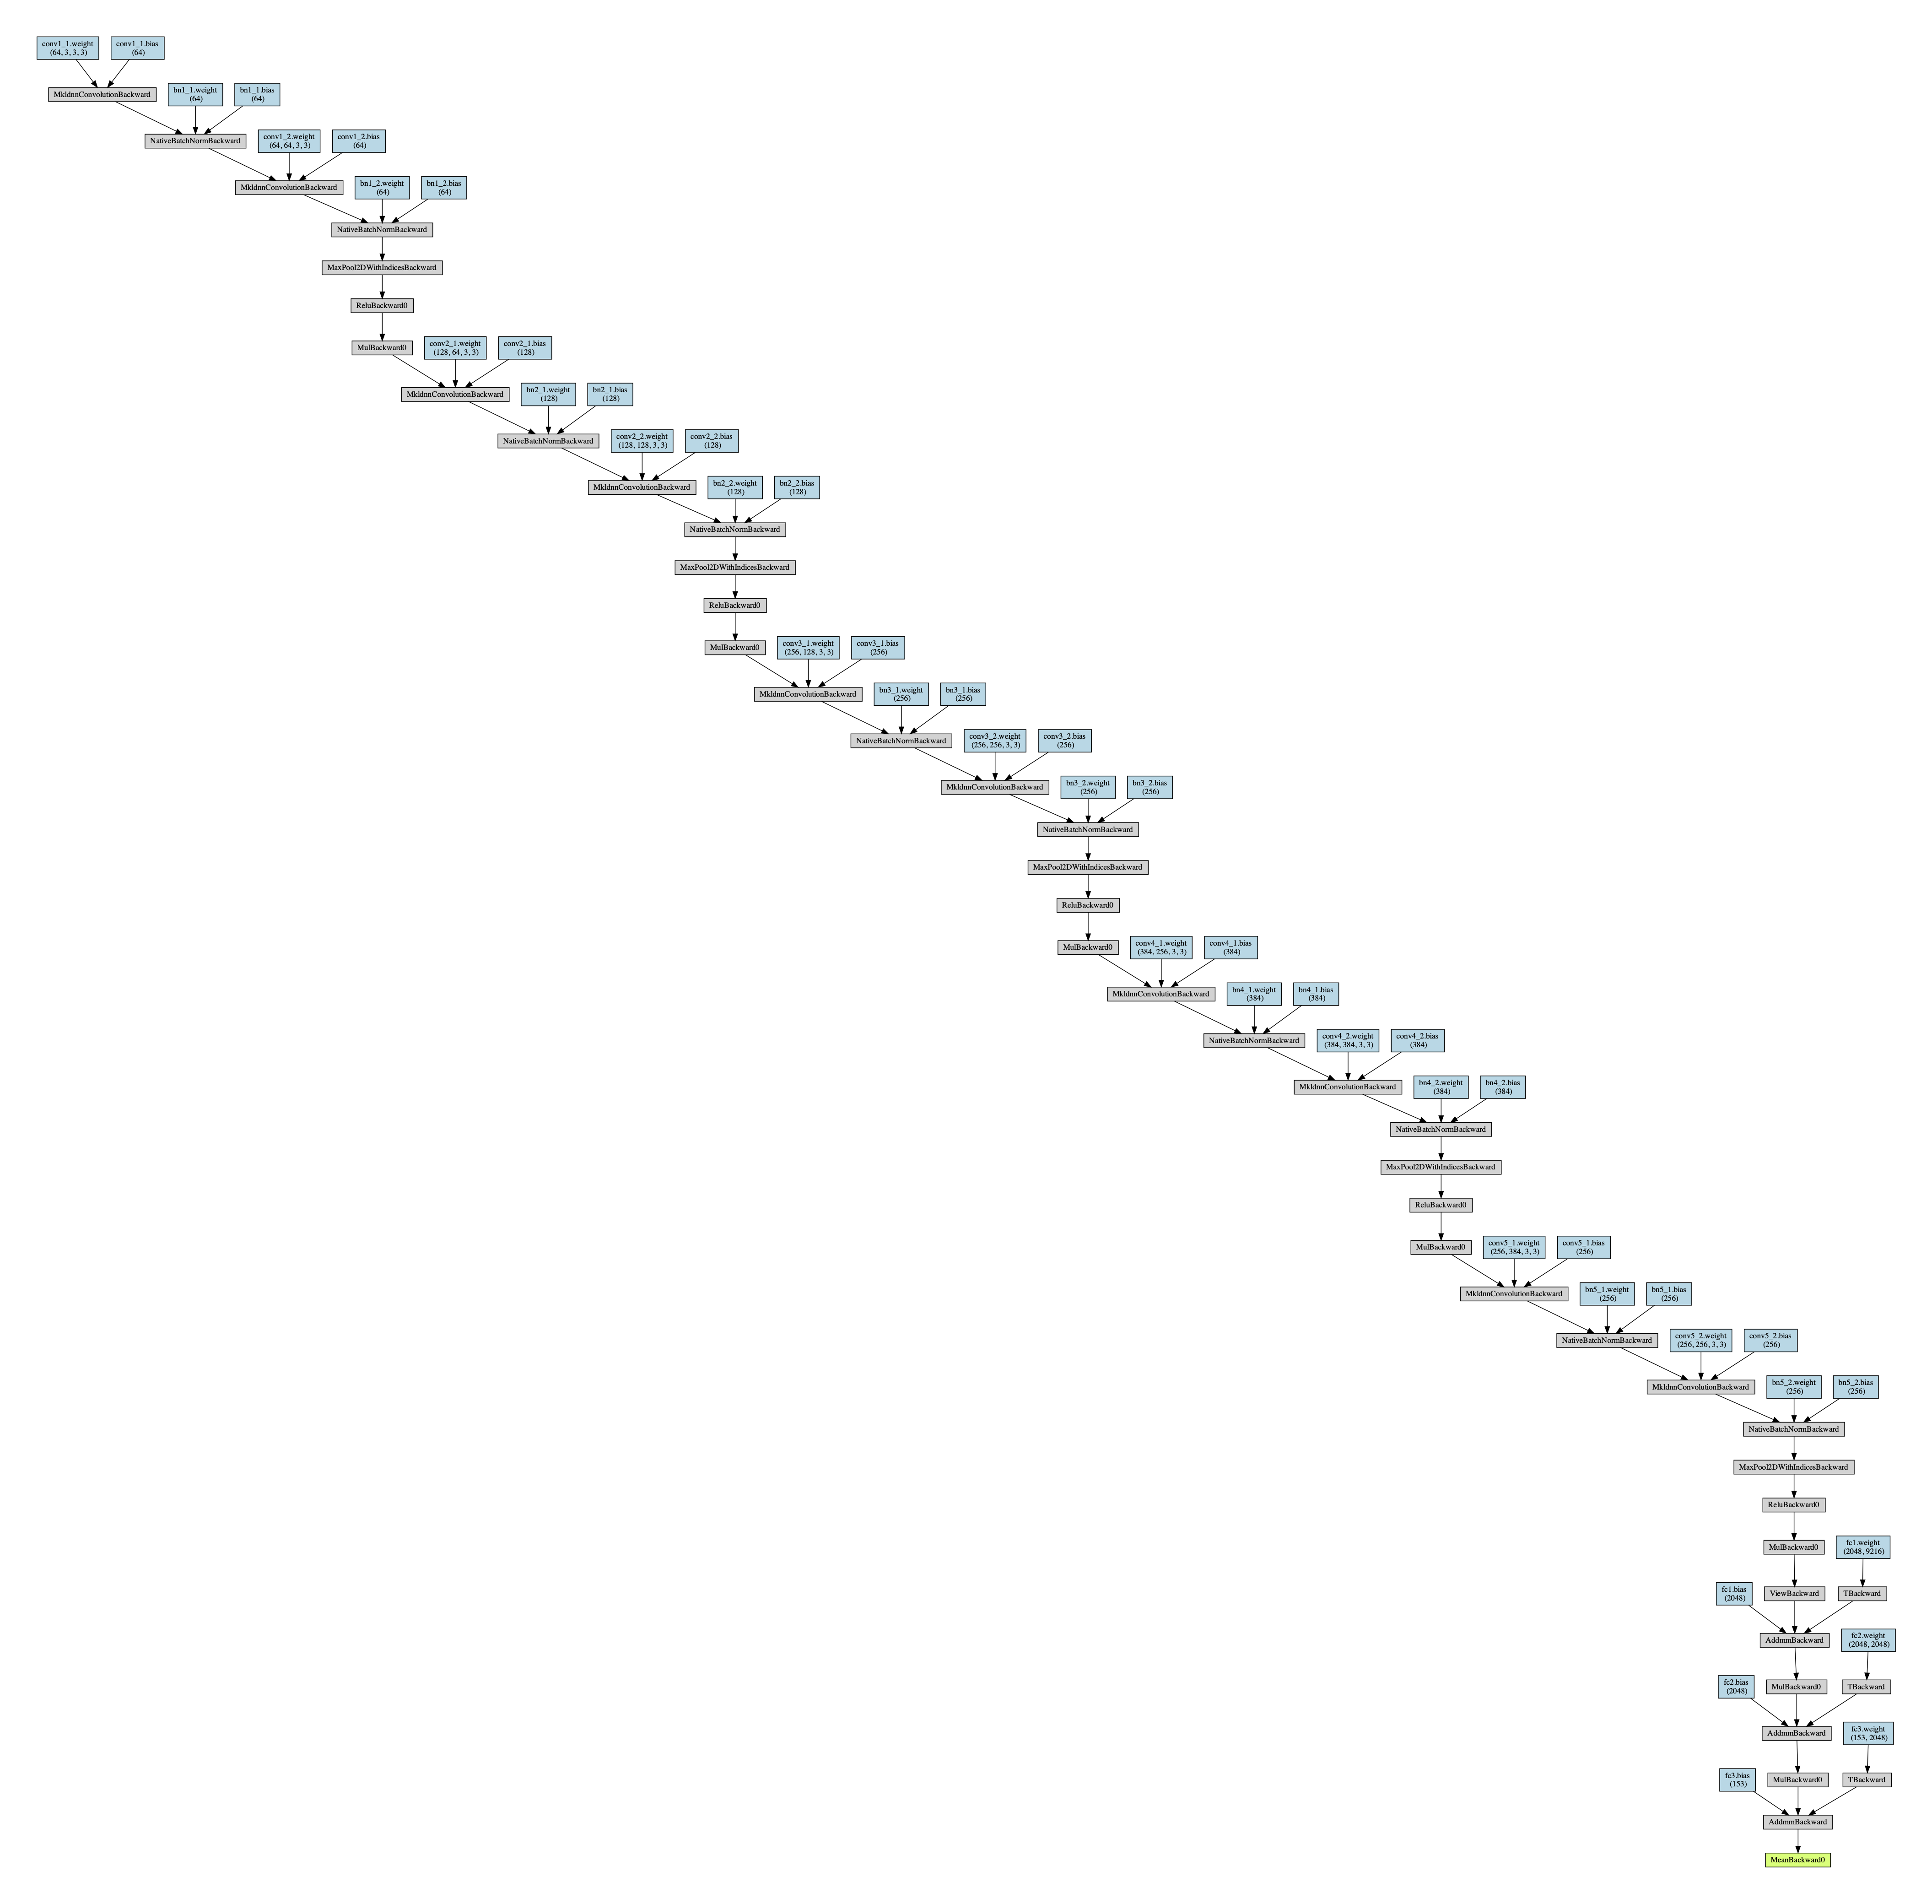 conv1_1.weight
(64, 3, 3, 3)
conv1_1.bias
(64)
MkldnnConvolutionBackward
bn1_1.weight
(64)
bn1_1.bias
(64)
NativeBatchNormBackward
conv1_2.weight
(64, 64, 3, 3)
conv1_2.bias
(64)
MkldnnConvolutionBackward
bn1_2.weight
(64)
bn1_2.bias
(64)
NativeBatchNormBackward
MaxPool2DWithIndicesBackward
ReluBackward0
MulBackward0
conv2_1.weight
(128, 64, 3, 3)
conv2_1.bias
(128)
MkldnnConvolutionBackward
bn2_1.weight
(128)
bn2_1.bias
(128)
NativeBatchNormBackward
conv2_2.weight
(128, 128, 3, 3)
conv2_2.bias
(128)
MkldnnConvolutionBackward
bn2_2.weight
(128)
bn2_2.bias
(128)
NativeBatchNormBackward
MaxPool2DWithIndicesBackward
ReluBackward0
MulBackward0
conv3_1.weight
(256, 128, 3, 3)
conv3_1.bias
(256)
MkldnnConvolutionBackward
bn3_1.weight
(256)
bn3_1.bias
(256)
NativeBatchNormBackward
conv3_2.weight
(256, 256, 3, 3)
conv3_2.bias
(256)
MkldnnConvolutionBackward
bn3_2.weight
(256)
bn3_2.bias
(256)
NativeBatchNormBackward
MaxPool2DWithIndicesBackward
ReluBackward0
MulBackward0
conv4_1.weight
(384, 256, 3, 3)
conv4_1.bias
(384)
MkldnnConvolutionBackward
bn4_1.weight
(384)
bn4_1.bias
(384)
NativeBatchNormBackward
conv4_2.weight
(384, 384, 3, 3)
conv4_2.bias
(384)
MkldnnConvolutionBackward
bn4_2.weight
(384)
bn4_2.bias
(384)
NativeBatchNormBackward
MaxPool2DWithIndicesBackward
ReluBackward0
MulBackward0
conv5_1.weight
(256, 384, 3, 3)
conv5_1.bias
(256)
MkldnnConvolutionBackward
bn5_1.weight
(256)
bn5_1.bias
(256)
NativeBatchNormBackward
conv5_2.weight
(256, 256, 3, 3)
conv5_2.bias
(256)
MkldnnConvolutionBackward
bn5_2.weight
(256)
bn5_2.bias
(256)
NativeBatchNormBackward
MaxPool2DWithIndicesBackward
ReluBackward0
MulBackward0
fc1.weight
(2048, 9216)
fc1.bias
(2048)
ViewBackward
TBackward
AddmmBackward
fc2.weight
(2048, 2048)
fc2.bias
(2048)
MulBackward0
TBackward
AddmmBackward
fc3.weight
(153, 2048)
fc3.bias
(153)
MulBackward0
TBackward
AddmmBackward
MeanBackward0